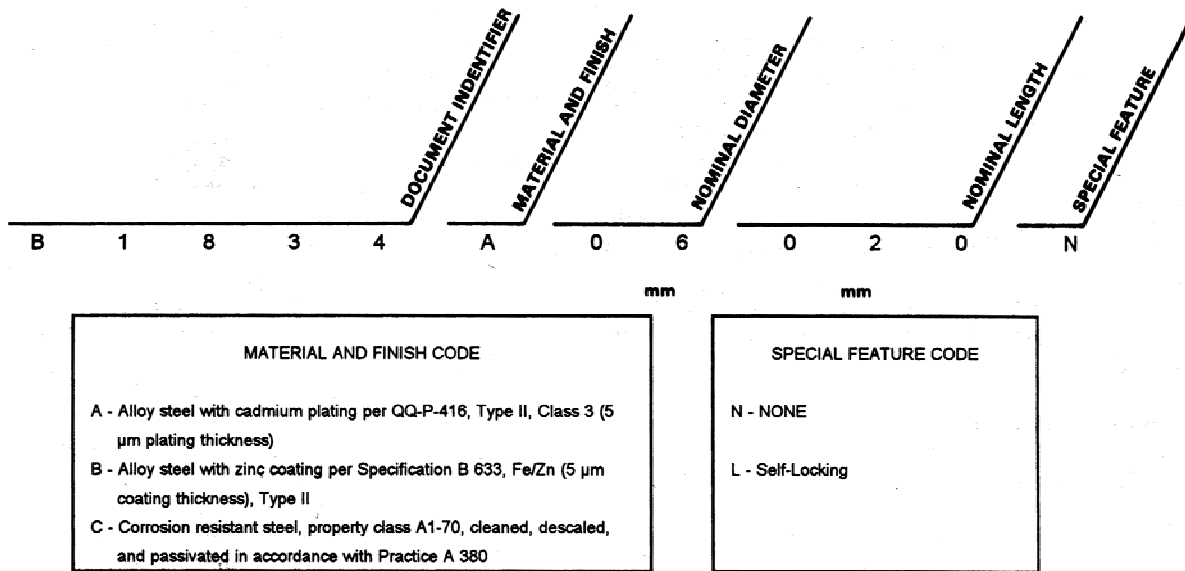 DOCUMENT INDENTIFIER
MATERIAL AND FINISH
NOMINAL DIAMETER
NOMINAL LENGTH
SPECIAL FEATURE
B 1 8 3 4 A 0 6 0 2 0 N
mm mm
MATERIAL AND FINISH CODE
A - Alloy steel with cadmium plating per QQ-P-416, Type II, Class 3 (5
µm plating thickness)
B - Alloy steel with zinc coating per Specification B 633, Fe/Zn (5 µm
coating thickness), Type II
C - Corrosion resistant steel, property class A1-70, cleaned, descaled,
and passivated in accordance with Practice A 380
SPECIAL FEATURE CODE
N - NONE
L - Self-Locking